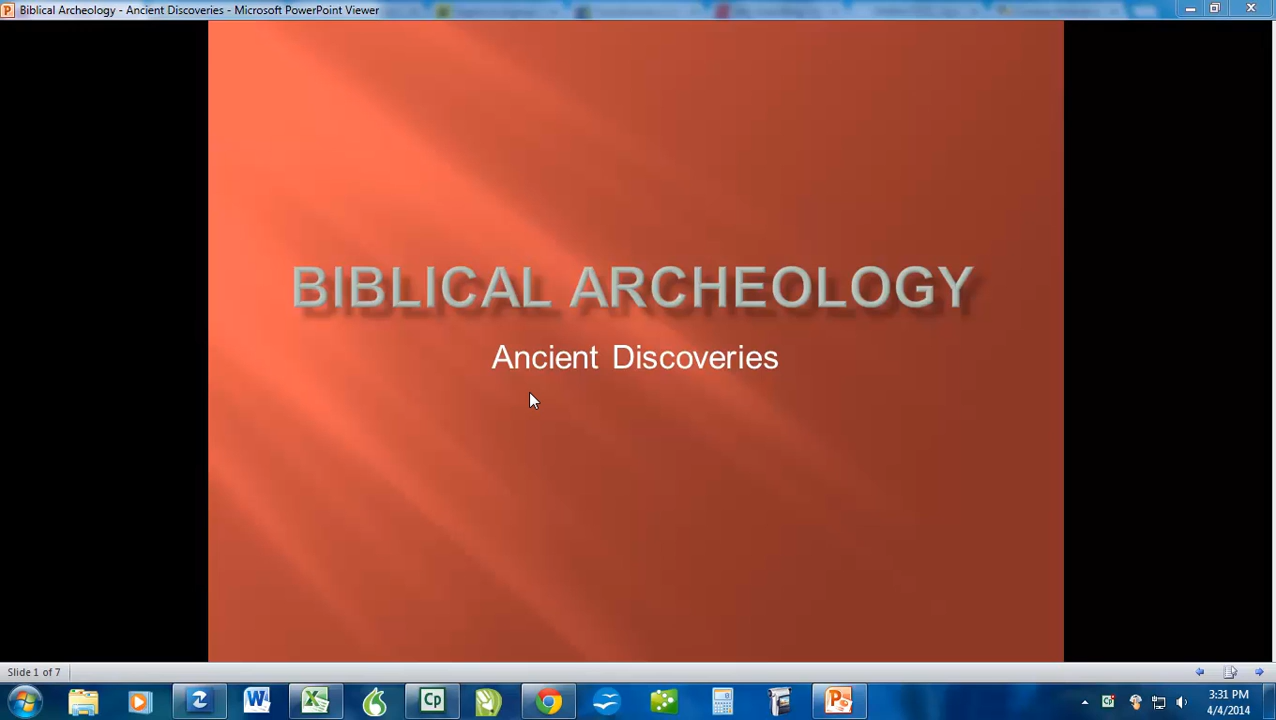 Biblical Archeology - Ancient Discoveries - Microsoft PowerPoint Viewer
BIBLICAL ARCHEOLOGY
Ancient Discoveries
Slide 1 of 7
Cp
3:31 PM
4/4/2014